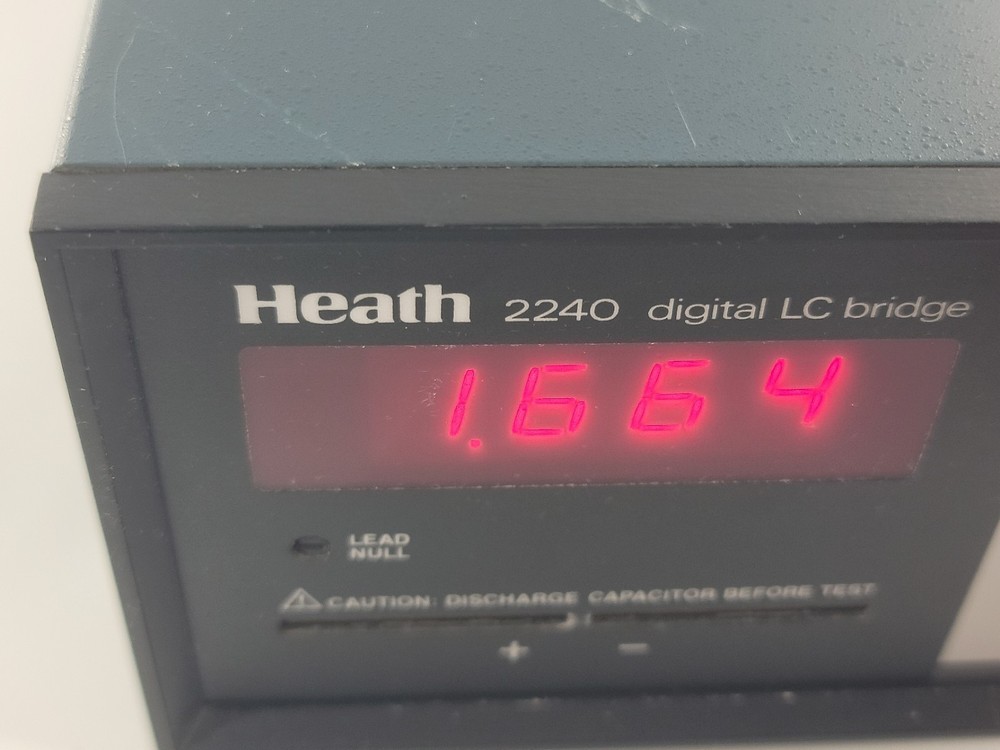 Heath 2240 digital LC bridge
1.664
LEAD
NULL
⚠ CAUTION: DISCHARGE CAPACITOR BEFORE TEST
+ −